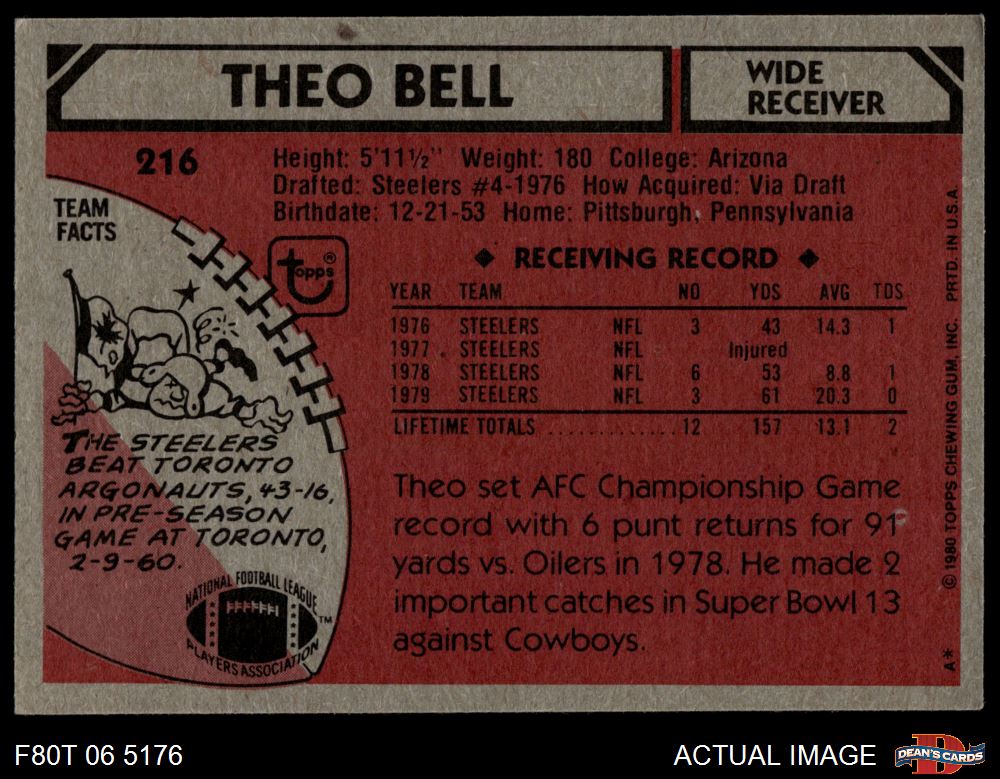 THEO BELL
WIDE
RECEIVER
216
Height: 5'11½" Weight: 180 College: Arizona
Drafted: Steelers #4-1976 How Acquired: Via Draft
Birthdate: 12-21-53 Home: Pittsburgh, Pennsylvania
TEAM
FACTS
topps®
◆ RECEIVING RECORD ◆
YEAR TEAM NO YDS AVG TDS
1976 STEELERS NFL 3 43 14.3 1
1977 STEELERS NFL Injured
1978 STEELERS NFL 6 53 8.8 1
1979 STEELERS NFL 3 61 20.3 0
LIFETIME TOTALS ............. 12 157 13.1 2
THE STEELERS
BEAT TORONTO
ARGONAUTS, 43-16,
IN PRE-SEASON
GAME AT TORONTO,
2-9-60.
NATIONAL FOOTBALL LEAGUE
PLAYERS ASSOCIATION
TM
Theo set AFC Championship Game
record with 6 punt returns for 91
yards vs. Oilers in 1978. He made 2
important catches in Super Bowl 13
against Cowboys.
A* © 1980 TOPPS CHEWING GUM, INC. PRTD. IN U.S.A.
F80T 06 5176
ACTUAL IMAGE
DEAN'S CARDS